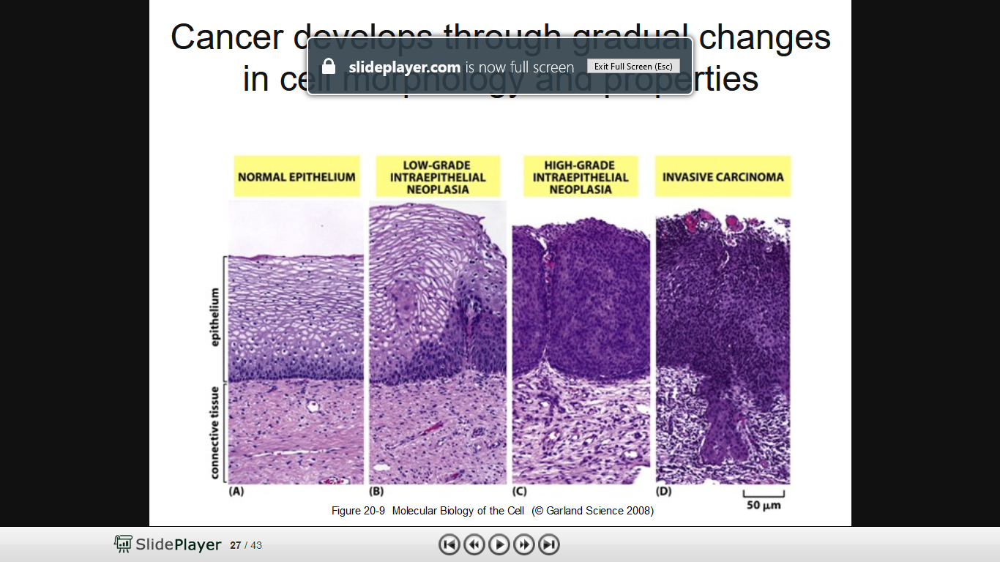 Cancer develops through gradual changes
in cell morphology and properties
slideplayer.com is now full screen
Exit Full Screen (Esc)
NORMAL EPITHELIUM
LOW-GRADE
INTRAEPITHELIAL
NEOPLASIA
HIGH-GRADE
INTRAEPITHELIAL
NEOPLASIA
INVASIVE CARCINOMA
epithelium
connective tissue
(A)
(B)
(C)
(D)
50 μm
Figure 20-9 Molecular Biology of the Cell (© Garland Science 2008)
SlidePlayer
27 / 43